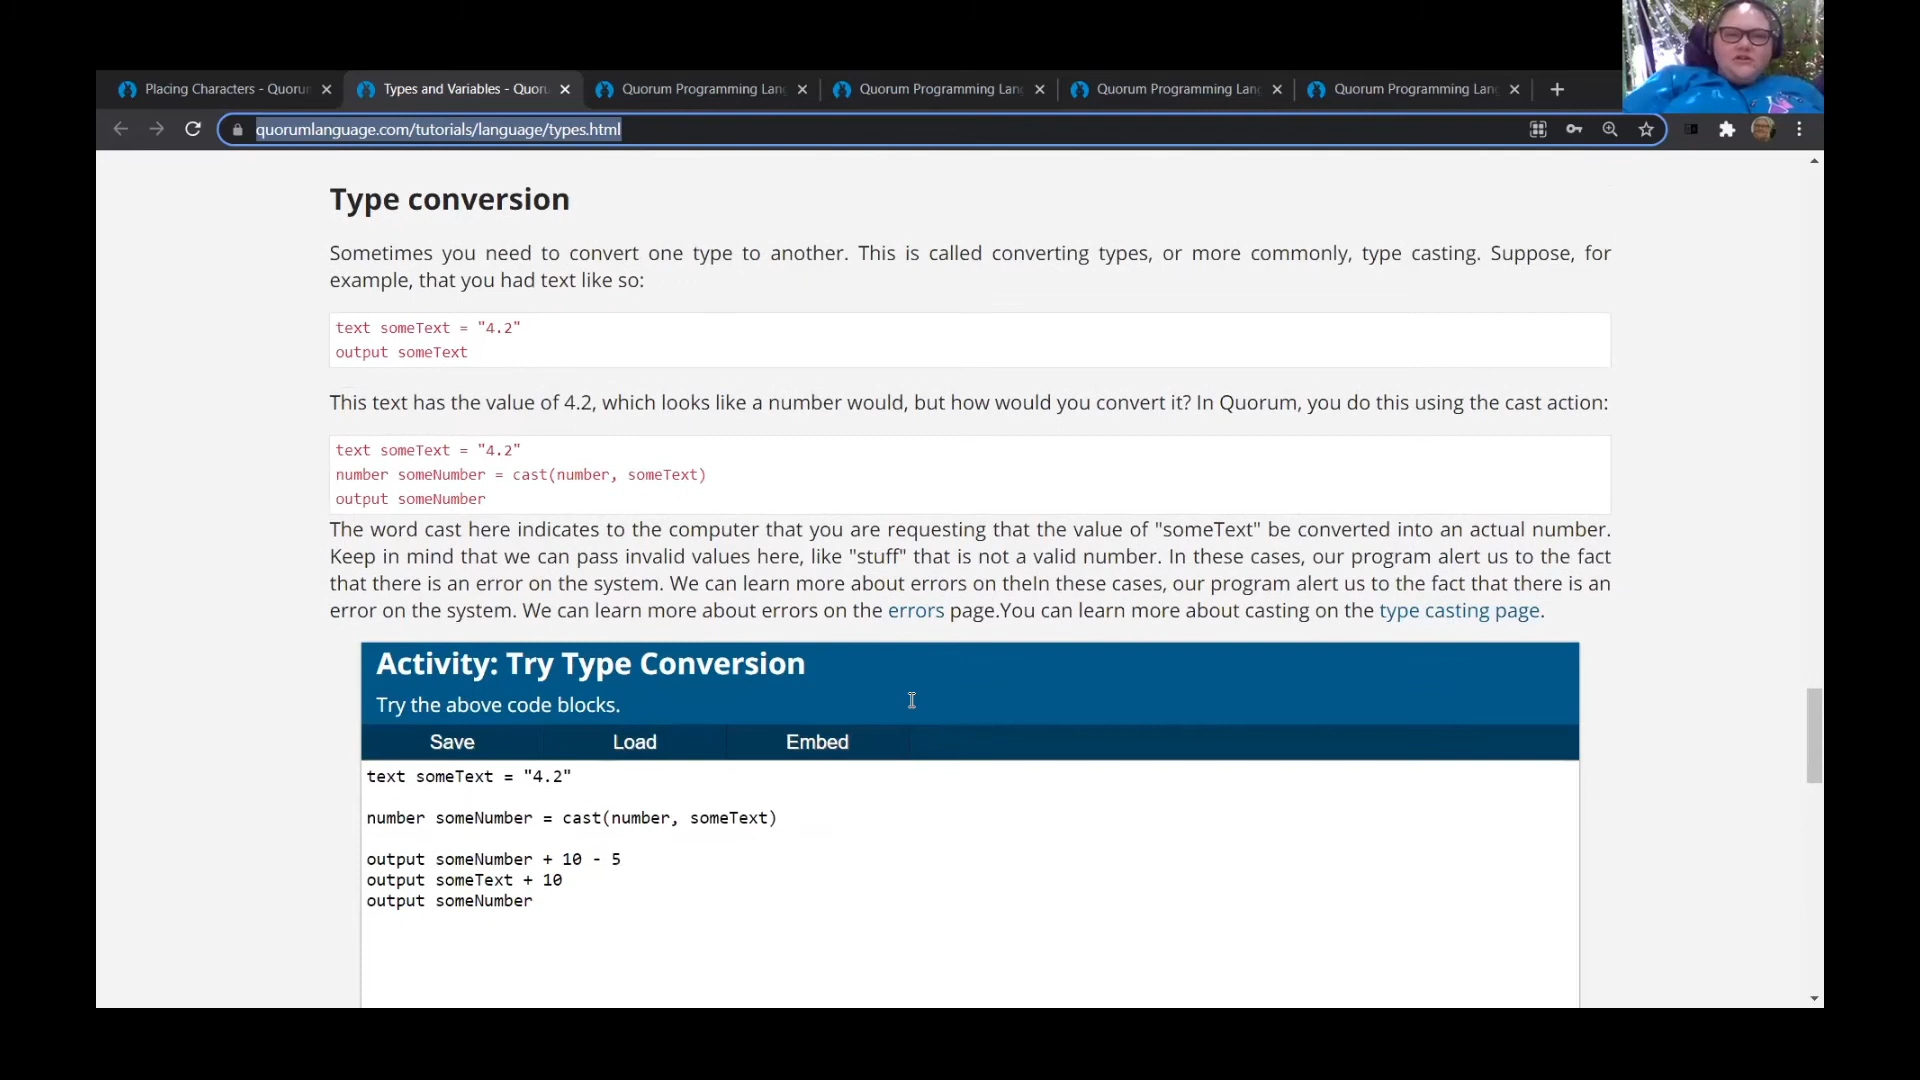 Placing Characters - Quorum
Types and Variables - Quoru
Quorum Programming Lan
Quorum Programming Lang
Quorum Programming Lang
Quorum Programming Lang
quorumlanguage.com/tutorials/language/types.html
Type conversion
Sometimes you need to convert one type to another. This is called converting types, or more commonly, type casting. Suppose, for
example, that you had text like so:
text someText = "4.2"
output someText
This text has the value of 4.2, which looks like a number would, but how would you convert it? In Quorum, you do this using the cast action:
text someText = "4.2"
number someNumber = cast(number, someText)
output someNumber
The word cast here indicates to the computer that you are requesting that the value of "someText" be converted into an actual number.
Keep in mind that we can pass invalid values here, like "stuff" that is not a valid number. In these cases, our program alert us to the fact
that there is an error on the system. We can learn more about errors on theIn these cases, our program alert us to the fact that there is an
error on the system. We can learn more about errors on the errors page.You can learn more about casting on the type casting page.
Activity: Try Type Conversion
Try the above code blocks.
Save Load Embed
text someText = "4.2"
number someNumber = cast(number, someText)
output someNumber + 10 - 5
output someText + 10
output someNumber